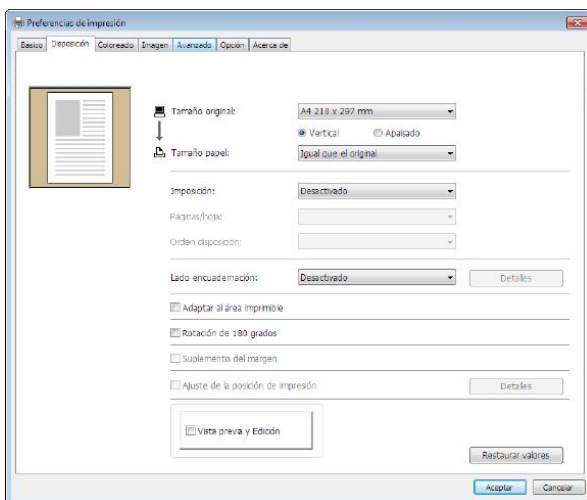 Preferencias de impresión
Básico Disposición Coloreado Imagen Avanzado Opción Acerca de
Tamaño original: A4 210 x 297 mm
Vertical Apaisado
Tamaño papel: Igual que el original
Imposición: Desactivado
Páginas/hoja:
Orden disposición:
Lado encuadernación: Desactivado Detalles
Adaptar al área imprimible
Rotación de 180 grados
Suplemento del margen
Ajuste de la posición de impresión Detalles
Vista previa y Edición
Restaurar valores
Aceptar Cancelar